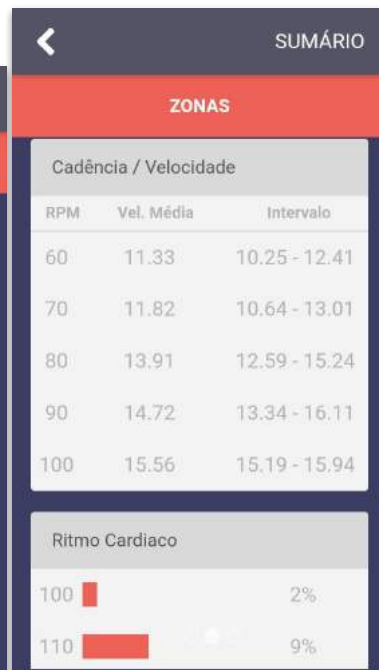 SUMÁRIO
ZONAS
Cadência / Velocidade
RPM Vel. Média Intervalo
60 11.33 10.25 - 12.41
70 11.82 10.64 - 13.01
80 13.91 12.59 - 15.24
90 14.72 13.34 - 16.11
100 15.56 15.19 - 15.94
Ritmo Cardiaco
100 2%
110 9%